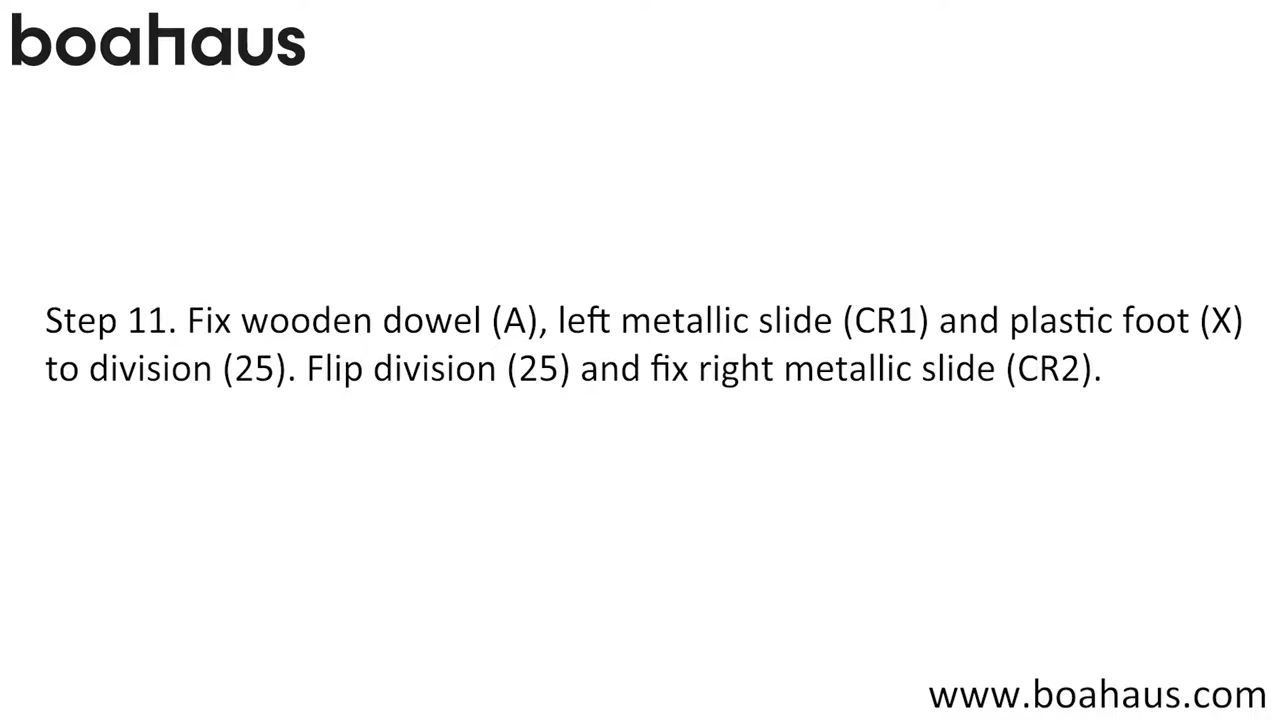 boahaus
Step 11. Fix wooden dowel (A), left metallic slide (CR1) and plastic foot (X)
to division (25). Flip division (25) and fix right metallic slide (CR2).
www.boahaus.com